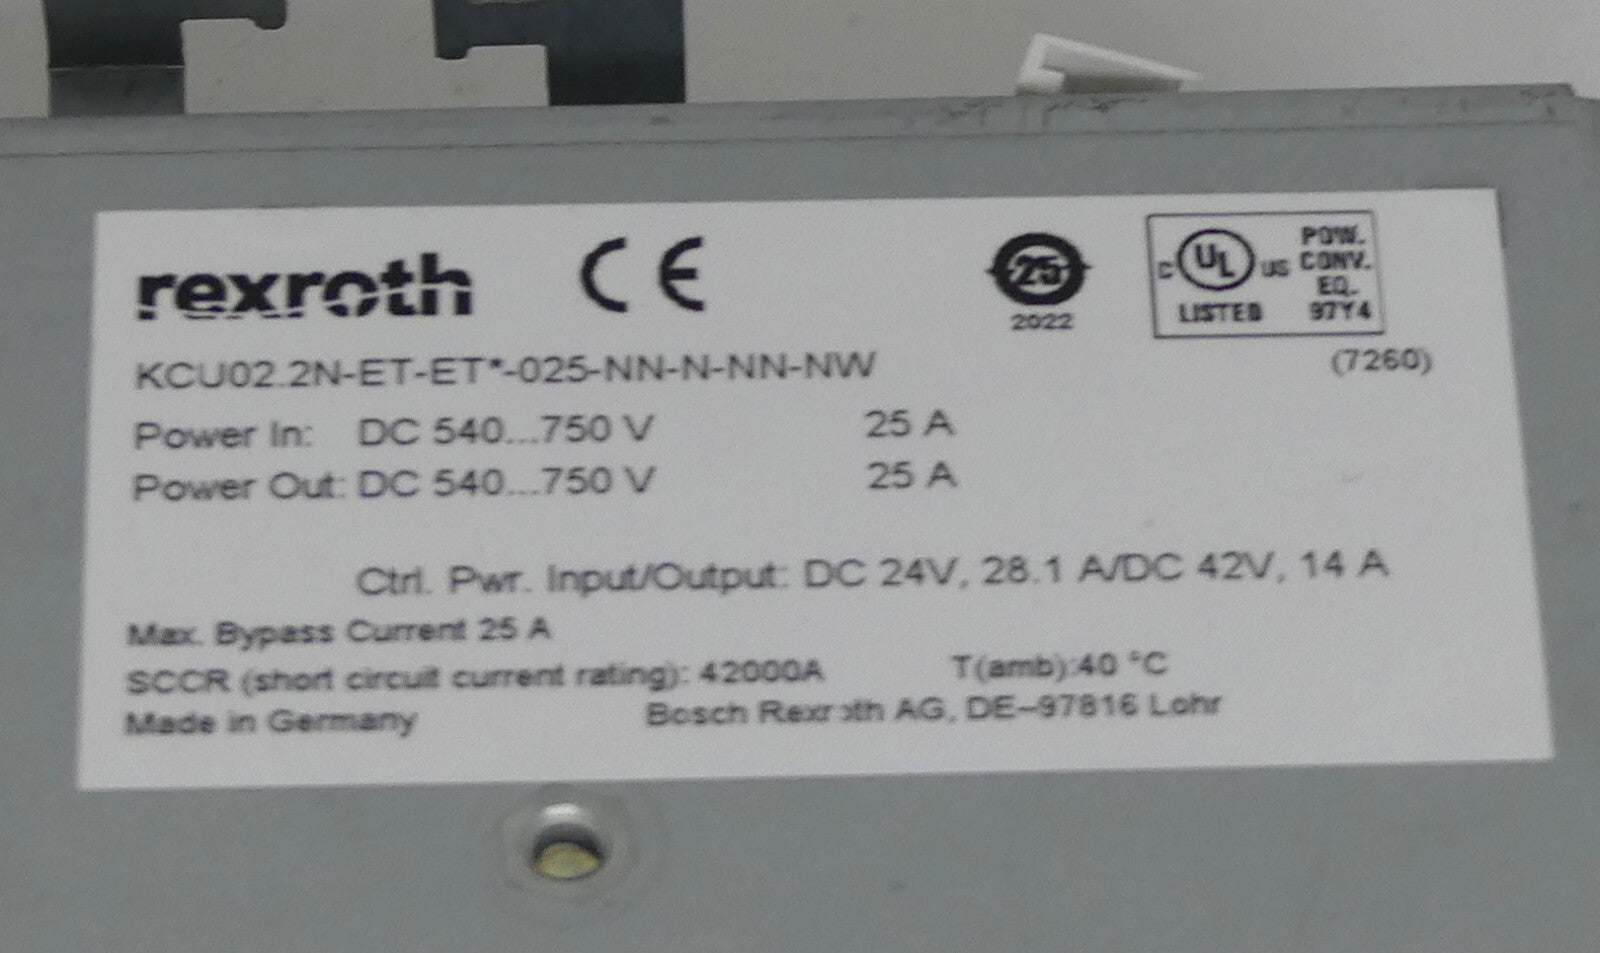 rexroth CE 25 c UL us POW.
CONV.
EQ.
2022 LISTED 97Y4
KCU02.2N-ET-ET*-025-NN-N-NN-NW (7260)
Power In: DC 540...750 V 25 A
Power Out: DC 540...750 V 25 A
Ctrl. Pwr. Input/Output: DC 24V, 28.1 A/DC 42V, 14 A
Max. Bypass Current 25 A
SCCR (short circuit current rating): 42000A T(amb):40 °C
Made in Germany Bosch Rexroth AG, DE-97816 Lohr